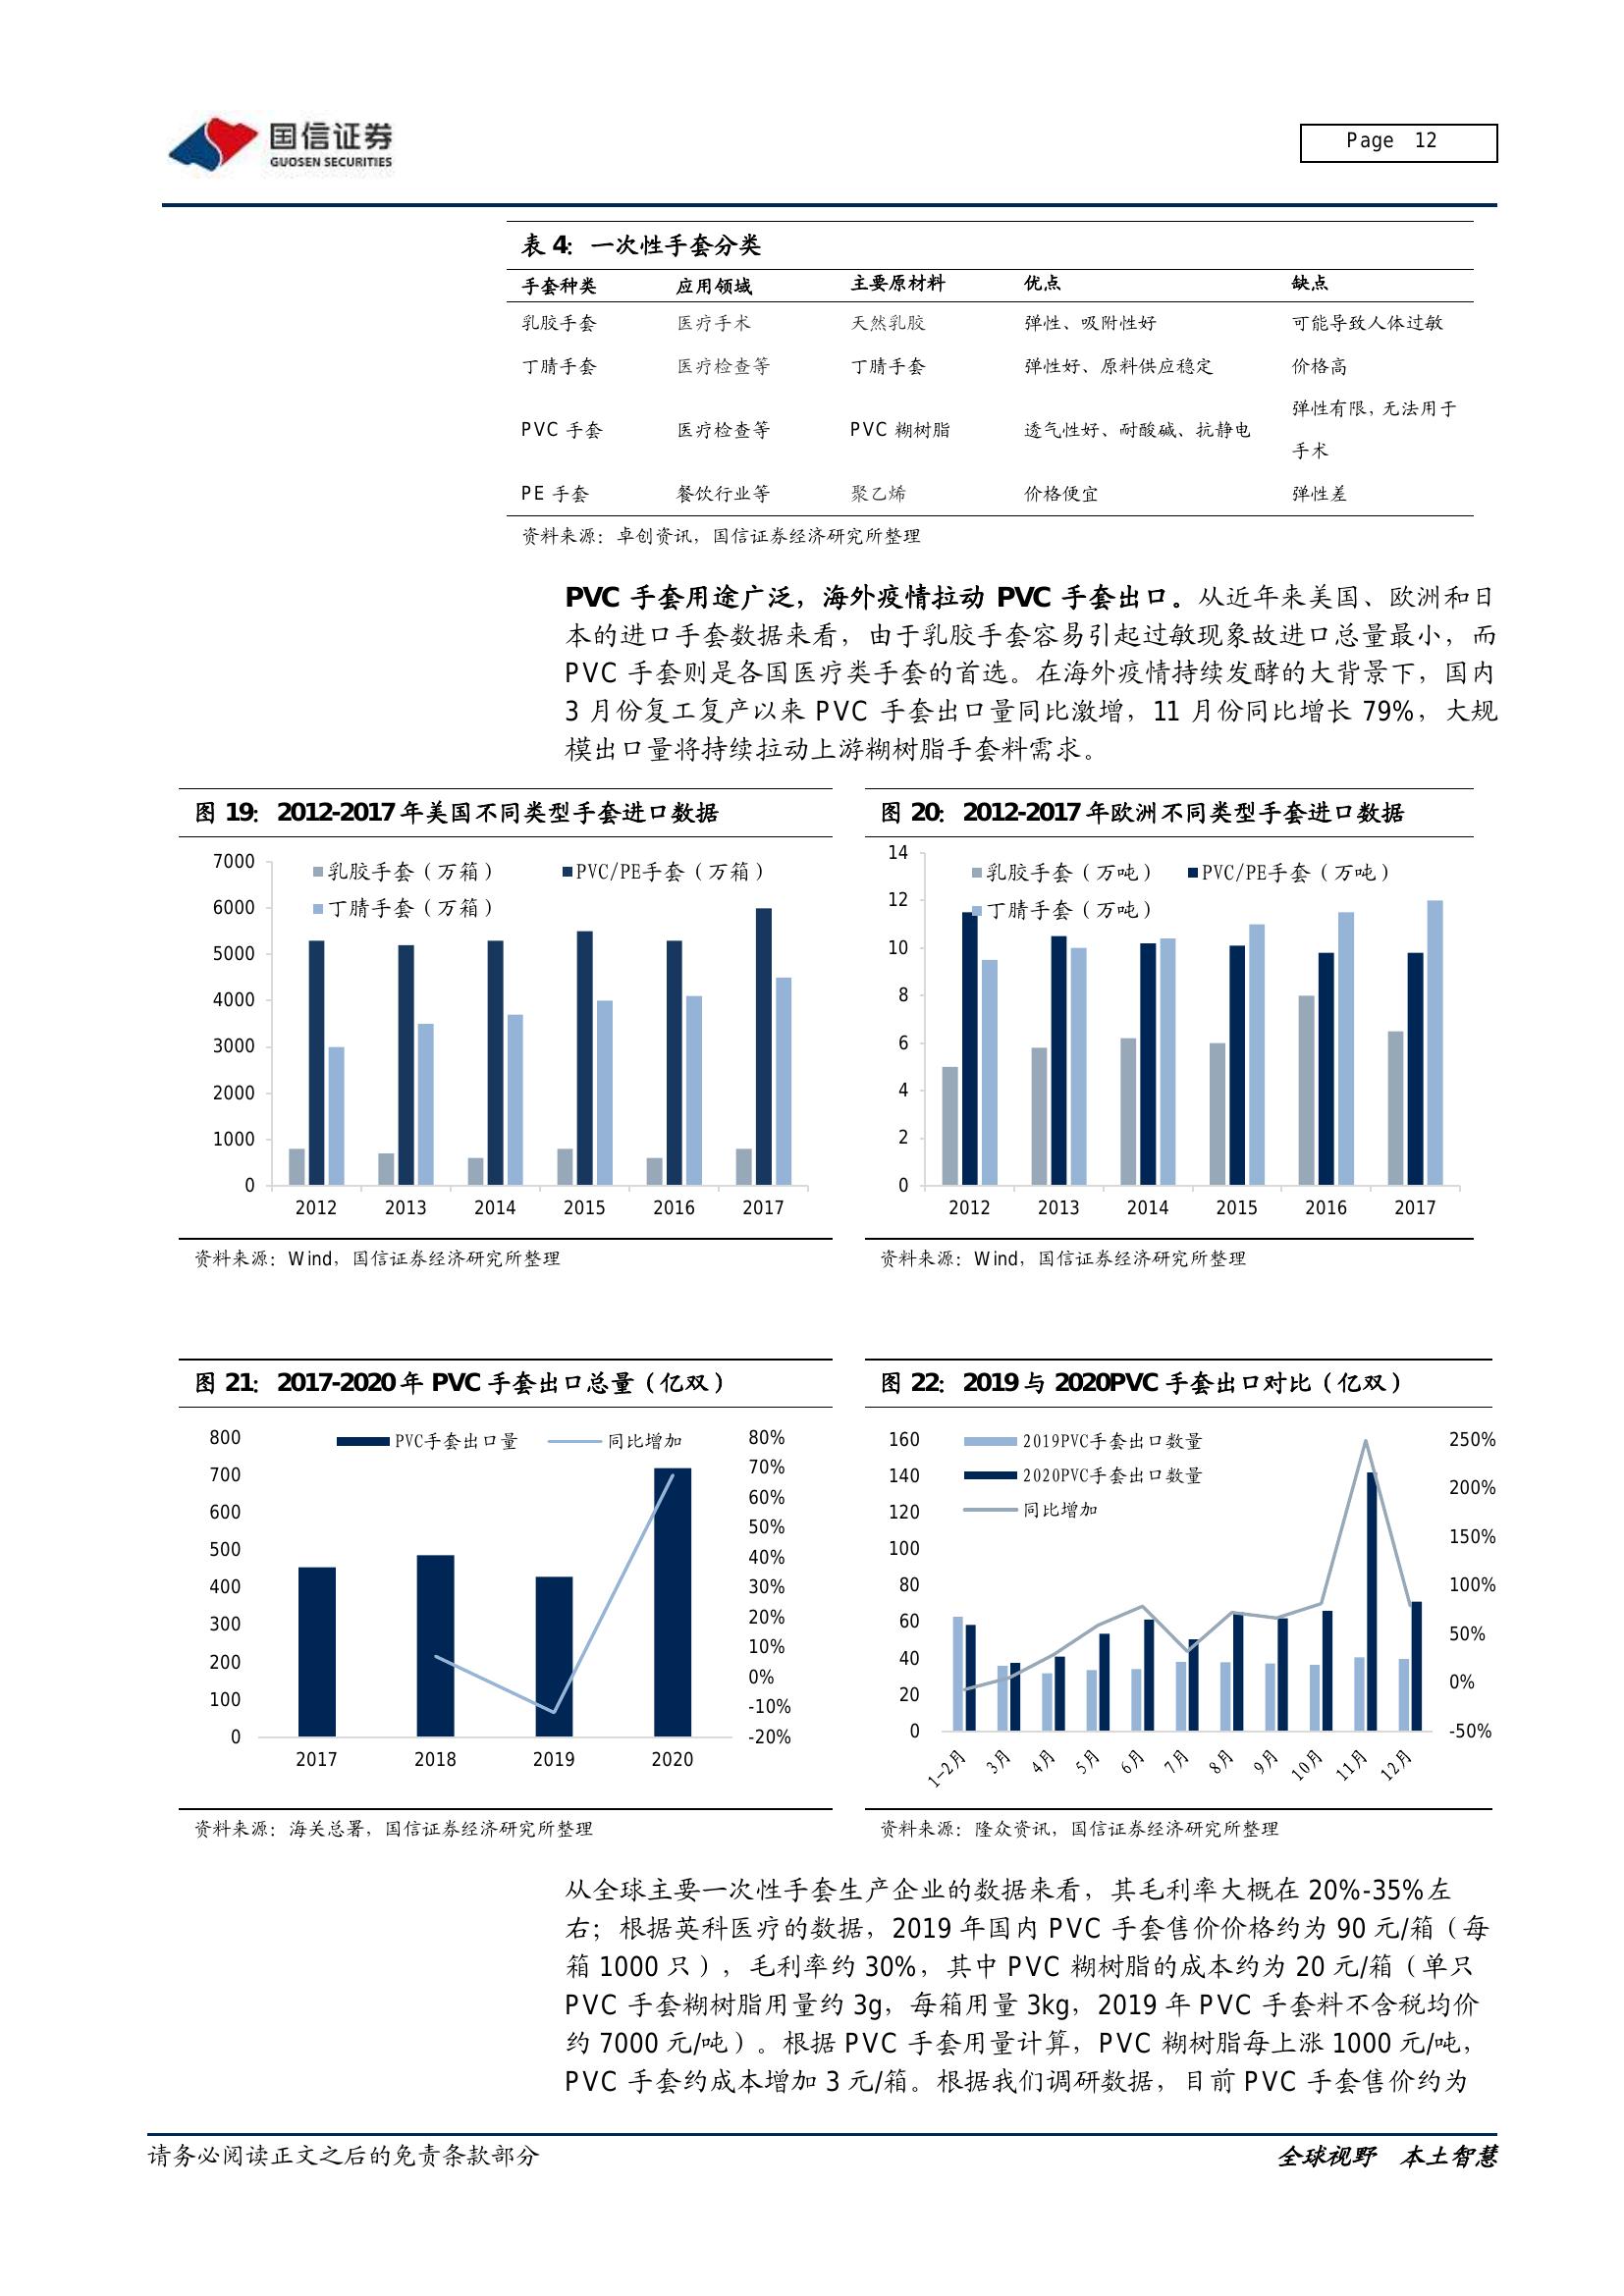 国信证券
GUOSEN SECURITIES
Page 12
表 4：一次性手套分类
手套种类 应用领域 主要原材料 优点 缺点
乳胶手套 医疗手术 天然乳胶 弹性、吸附性好 可能导致人体过敏
丁腈手套 医疗检查等 丁腈手套 弹性好、原料供应稳定 价格高
PVC 手套 医疗检查等 PVC 糊树脂 透气性好、耐酸碱、抗静电 弹性有限，无法用于
手术
PE 手套 餐饮行业等 聚乙烯 价格便宜 弹性差
资料来源：卓创资讯，国信证券经济研究所整理
PVC 手套用途广泛，海外疫情拉动 PVC 手套出口。从近年来美国、欧洲和日
本的进口手套数据来看，由于乳胶手套容易引起过敏现象故进口总量最小，而
PVC 手套则是各国医疗类手套的首选。在海外疫情持续发酵的大背景下，国内
3 月份复工复产以来 PVC 手套出口量同比激增，11 月份同比增长 79%，大规
模出口量将持续拉动上游糊树脂手套料需求。
图 19：2012-2017 年美国不同类型手套进口数据
乳胶手套（万箱） PVC/PE手套（万箱）
丁腈手套（万箱）
7000
6000
5000
4000
3000
2000
1000
0
2012 2013 2014 2015 2016 2017
资料来源：Wind，国信证券经济研究所整理
图 20：2012-2017 年欧洲不同类型手套进口数据
乳胶手套（万吨） PVC/PE手套（万吨）
丁腈手套（万吨）
14
12
10
8
6
4
2
0
2012 2013 2014 2015 2016 2017
资料来源：Wind，国信证券经济研究所整理
图 21：2017-2020 年 PVC 手套出口总量（亿双）
PVC手套出口量 同比增加
800 80%
700 70%
600 60%
500 50%
400 40%
300 30%
200 20%
100 10%
0 0%
-10%
-20%
2017 2018 2019 2020
资料来源：海关总署，国信证券经济研究所整理
图 22：2019 与 2020PVC 手套出口对比（亿双）
2019PVC手套出口数量
2020PVC手套出口数量
同比增加
160 250%
140 200%
120 150%
100 100%
80 50%
60 0%
40 -50%
20
0
1-2月 3月 4月 5月 6月 7月 8月 9月 10月 11月 12月
资料来源：隆众资讯，国信证券经济研究所整理
从全球主要一次性手套生产企业的数据来看，其毛利率大概在 20%-35%左
右；根据英科医疗的数据，2019 年国内 PVC 手套售价价格约为 90 元/箱（每
箱 1000 只），毛利率约 30%，其中 PVC 糊树脂的成本约为 20 元/箱（单只
PVC 手套糊树脂用量约 3g，每箱用量 3kg，2019 年 PVC 手套料不含税均价
约 7000 元/吨）。根据 PVC 手套用量计算，PVC 糊树脂每上涨 1000 元/吨，
PVC 手套约成本增加 3 元/箱。根据我们调研数据，目前 PVC 手套售价约为
请务必阅读正文之后的免责条款部分
全球视野 本土智慧